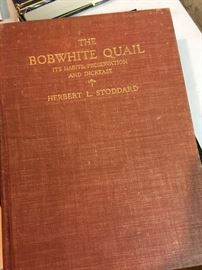 THE
BOBWHITE QUAIL
ITS HABITS, PRESERVATION
AND INCREASE
HERBERT L. STODDARD